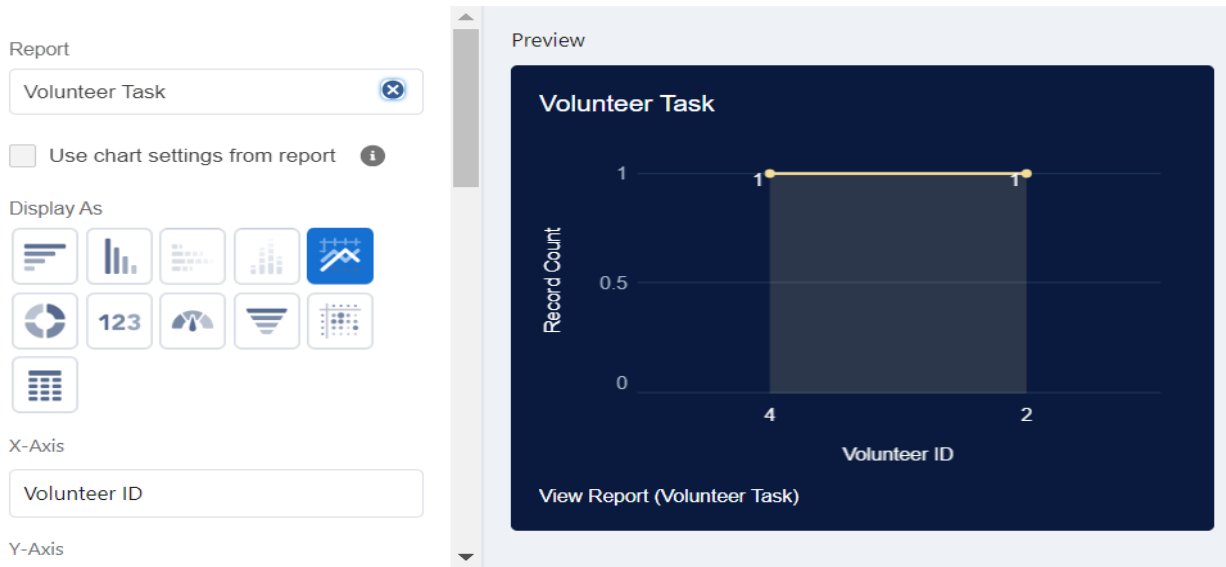 Report
Volunteer Task
Use chart settings from report
Display As
123
X-Axis
Volunteer ID
Y-Axis
Preview
Volunteer Task
1
0.5
0
Record Count
1
1
4
2
Volunteer ID
View Report (Volunteer Task)